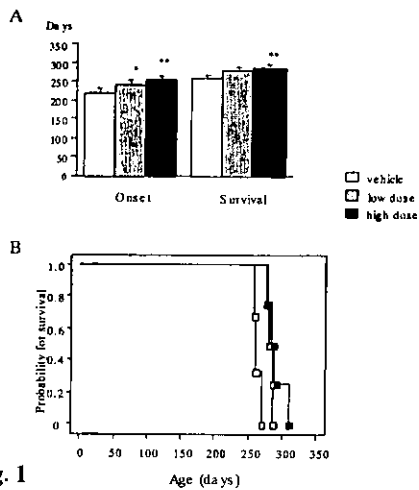 A
Days
350
300
250
200
150
100
50
0
* ** **
Onset Survival
vehicle
low dose
high dose
B
Probability for survival
1.0
0.8
0.6
0.4
0.2
0
0 50 100 150 200 250 300 350
Age (days)
g. 1